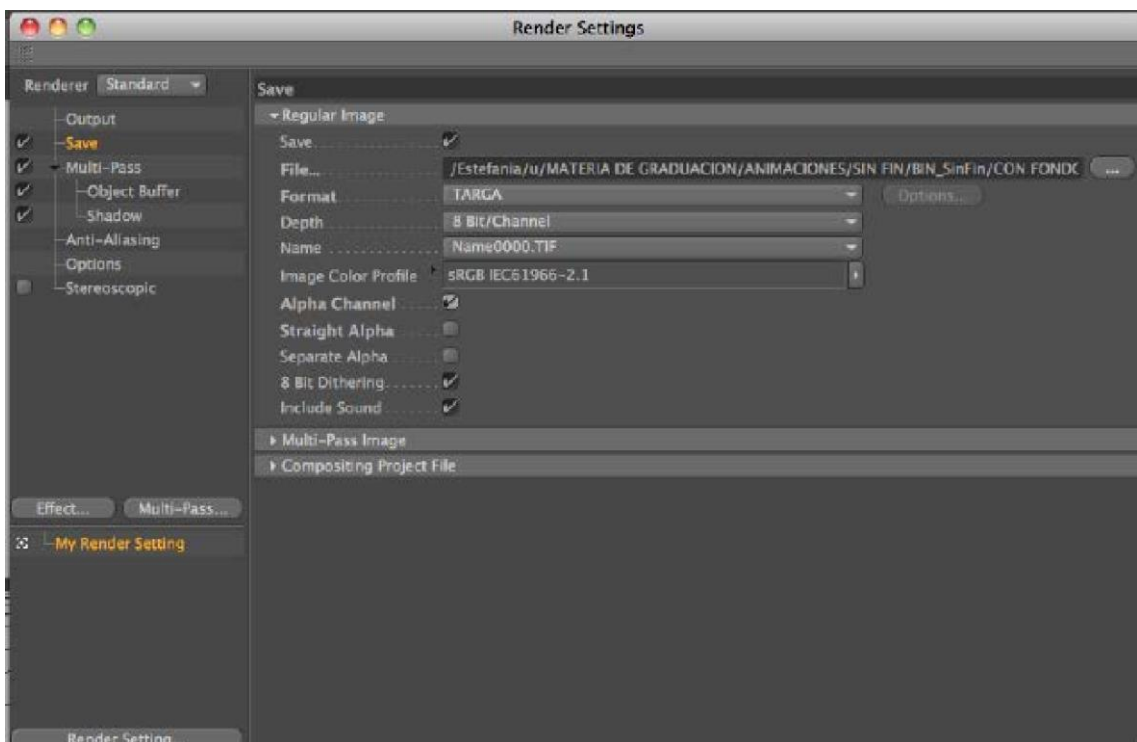 Render Settings
Renderer Standard
Output
Save
Multi-Pass
Object Buffer
Shadow
Anti-Aliasing
Options
Stereoscopic
Effect...
Multi-Pass...
My Render Setting
Render Setting...
Save
Regular Image
Save
File... /Estefania/u/MATERIA DE GRADUACION/ANIMACIONES/SIN FIN/BIN_SinFin/CON FONDO ...
Format TARGA Options...
Depth 8 Bit/Channel
Name Name0000.TIF
Image Color Profile sRGB IEC61966-2.1
Alpha Channel
Straight Alpha
Separate Alpha
8 Bit Dithering
Include Sound
Multi-Pass Image
Compositing Project File